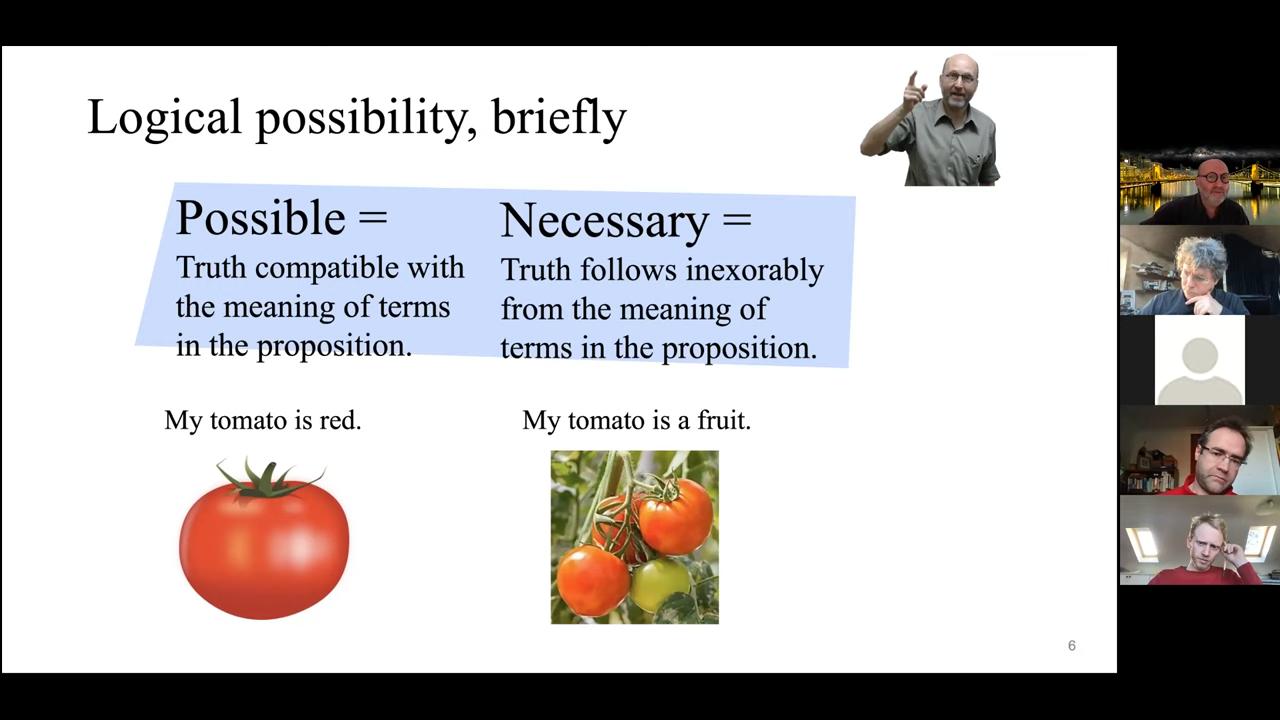 Logical possibility, briefly
Possible =
Truth compatible with
the meaning of terms
in the proposition.
Necessary =
Truth follows inexorably
from the meaning of
terms in the proposition.
My tomato is red.
My tomato is a fruit.
6